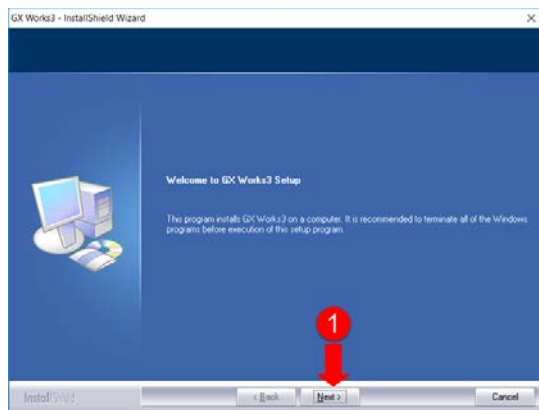 GX Works3 - InstallShield Wizard
Welcome to GX Works3 Setup
This program installs GX Works3 on a computer. It is recommended to terminate all of the Windows
programs before execution of this setup program.
1
InstallShield
< Back
Next >
Cancel